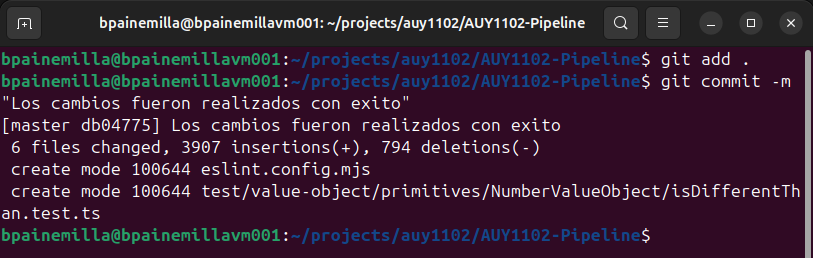 bpainemilla@bpainemillavm001: ~/projects/auy1102/AUY1102-Pipeline
bpainemilla@bpainemillavm001:~/projects/auy1102/AUY1102-Pipeline$ git add .
bpainemilla@bpainemillavm001:~/projects/auy1102/AUY1102-Pipeline$ git commit -m
"Los cambios fueron realizados con exito"
[master db04775] Los cambios fueron realizados con exito
 6 files changed, 3907 insertions(+), 794 deletions(-)
 create mode 100644 eslint.config.mjs
 create mode 100644 test/value-object/primitives/NumberValueObject/isDifferentTh
an.test.ts
bpainemilla@bpainemillavm001:~/projects/auy1102/AUY1102-Pipeline$